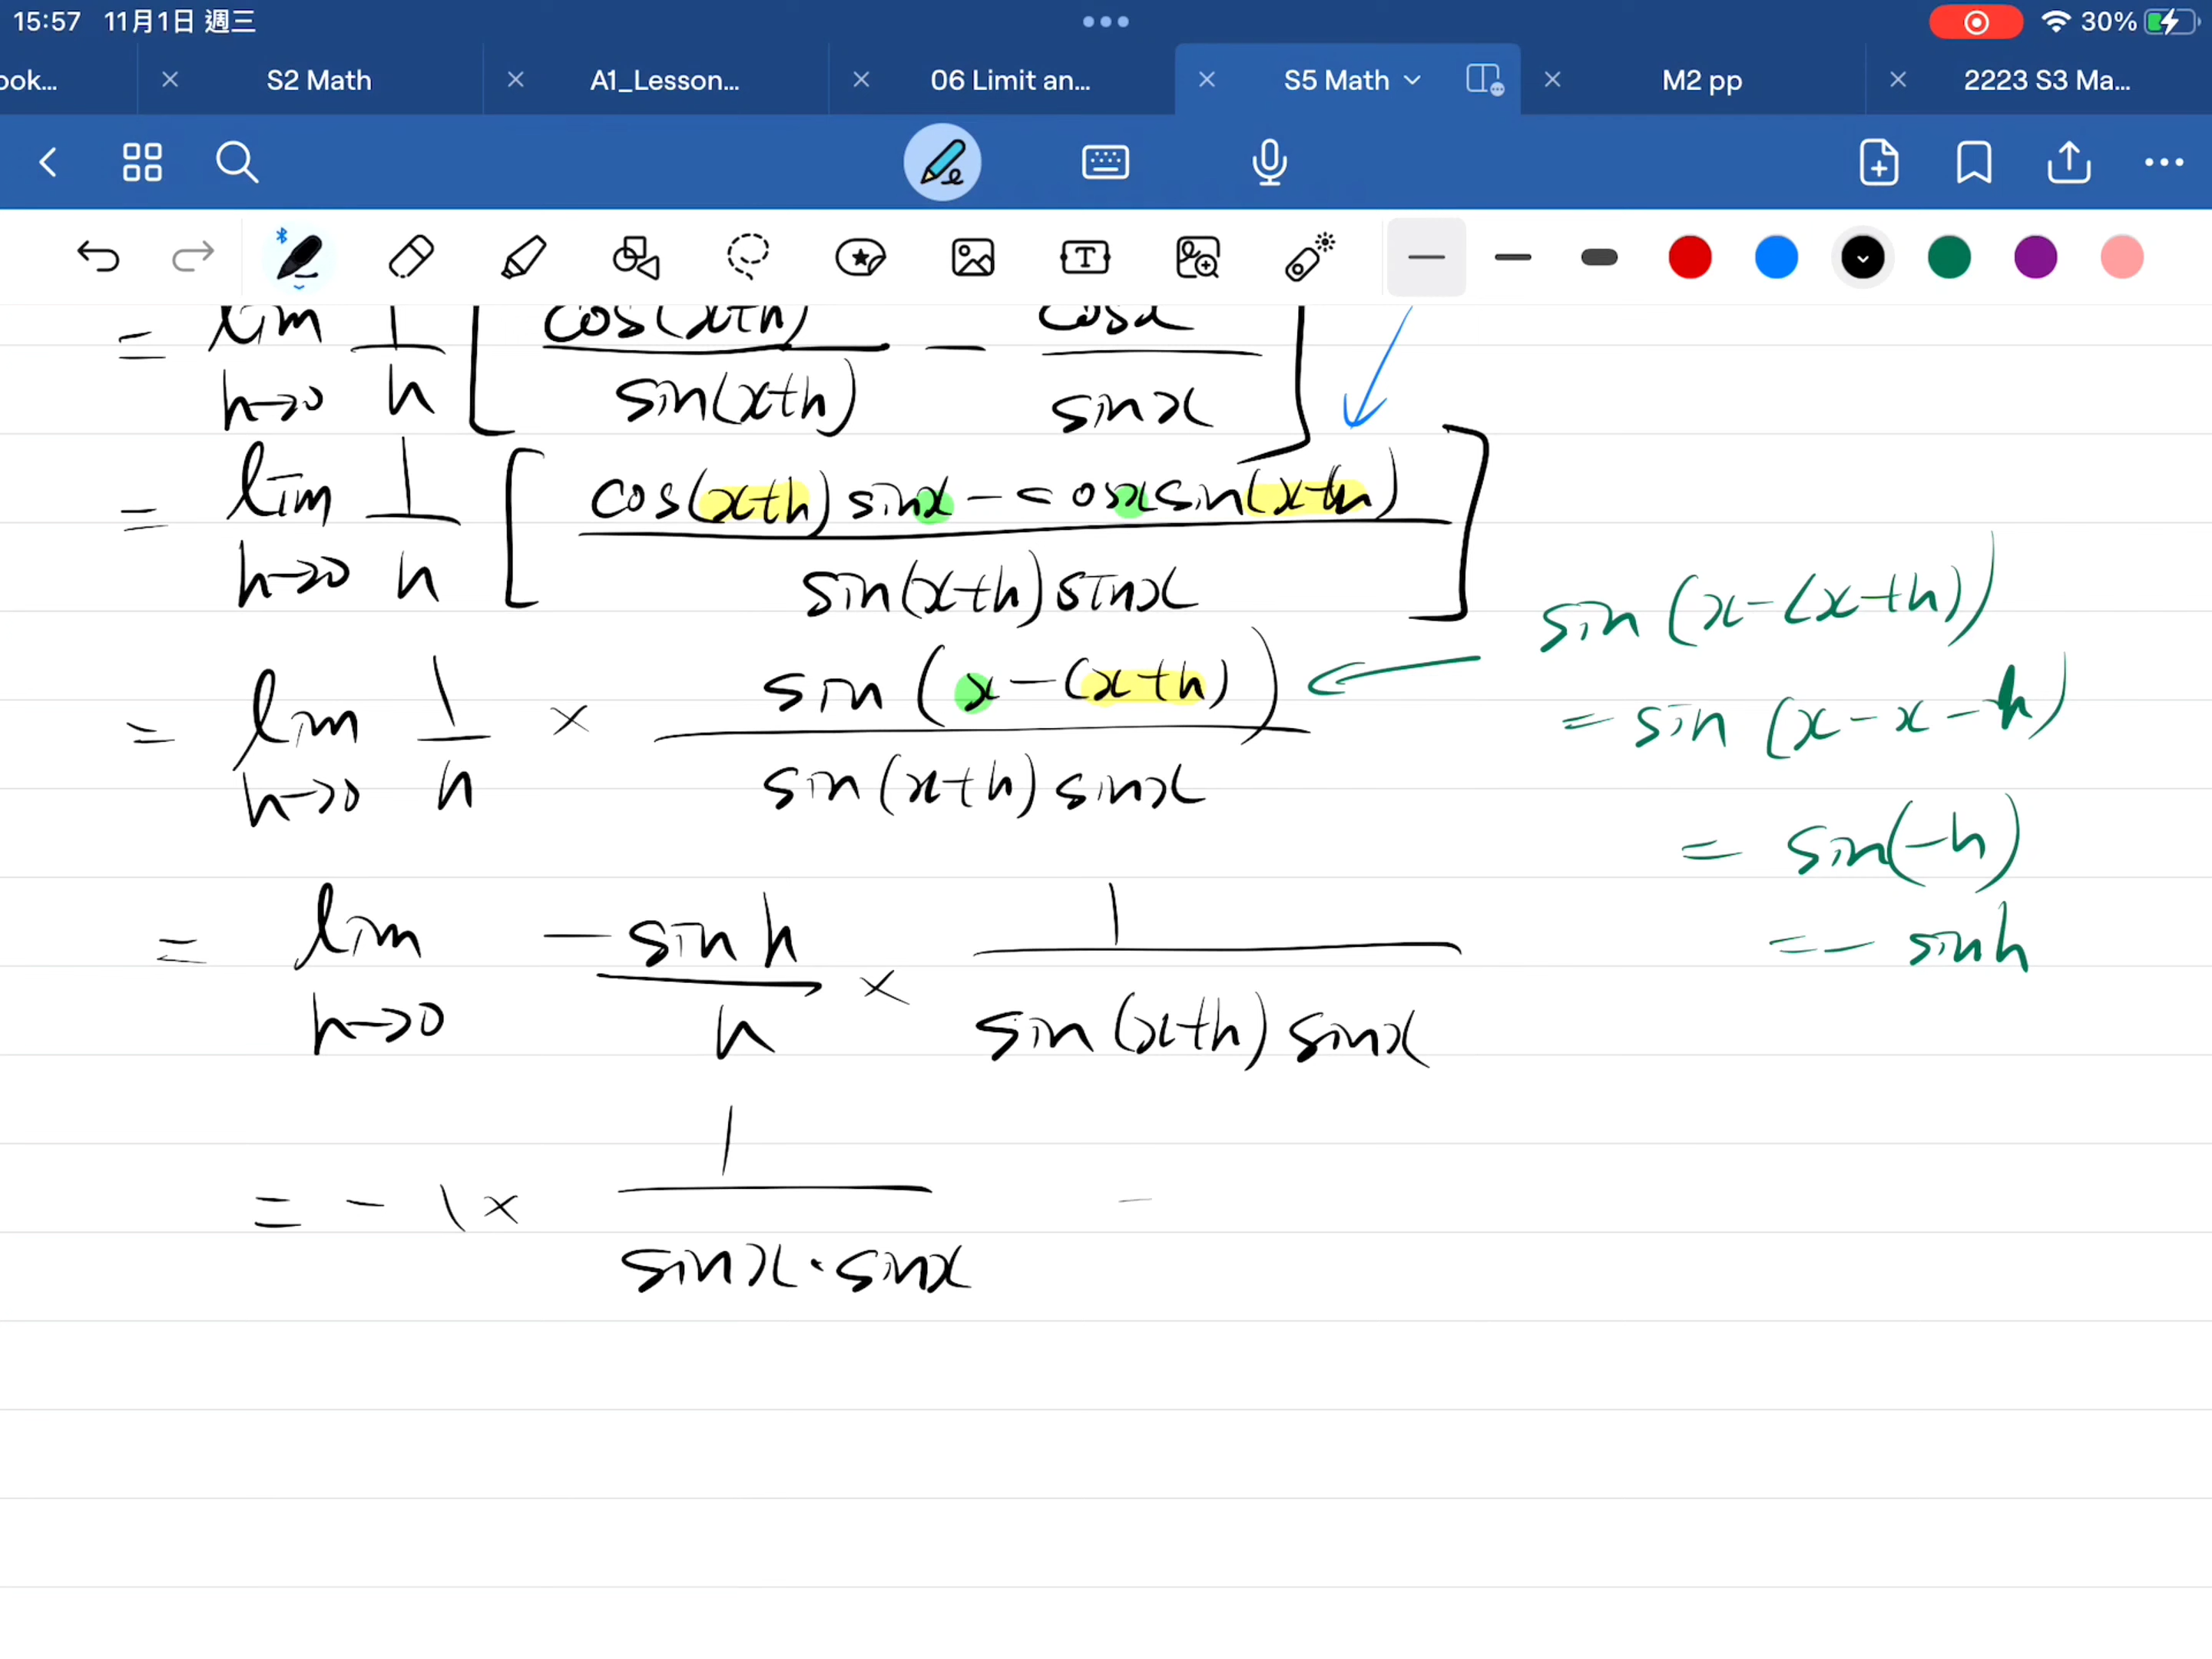 15:57 11月1日 週三 30%
ook... S2 Math A1_Lesson... 06 Limit an... S5 Math M2 pp 2223 S3 Ma...
= lim h→0 1/h [ cos(x+h)/sin(x+h) − cosx/sinx ]
= lim h→0 1/h [ (cos(x+h) sinx − cosx sin(x+h)) / (sin(x+h) sinx) ]
= lim h→0 1/h × sin(x−(x+h)) / (sin(x+h) sinx)
sin(x−(x+h))
= sin(x−x−h)
= sin(−h)
= − sinh
= lim h→0 −sinh/h × 1/(sin(x+h) sinx)
= −1 × 1/(sinx·sinx) −